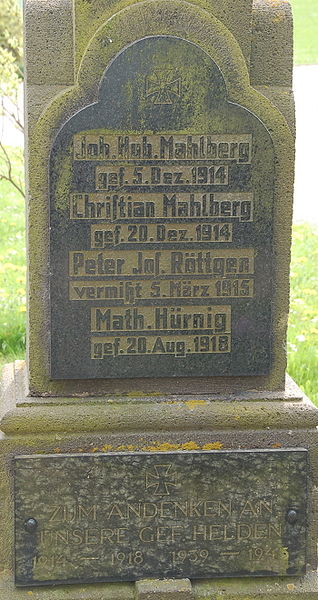 Joh. Hub. Mahlberg
gef. 5. Dez. 1914
Chriſtian Mahlberg
gef. 20. Dez. 1914
Peter Joſ. Röttgen
vermißt 5. März 1915
Math. Hürnig
gef. 20. Aug. 1918
ZUM ANDENKEN AN
UNSERE GEF. HELDEN
1914 — 1918 1939 — 1945